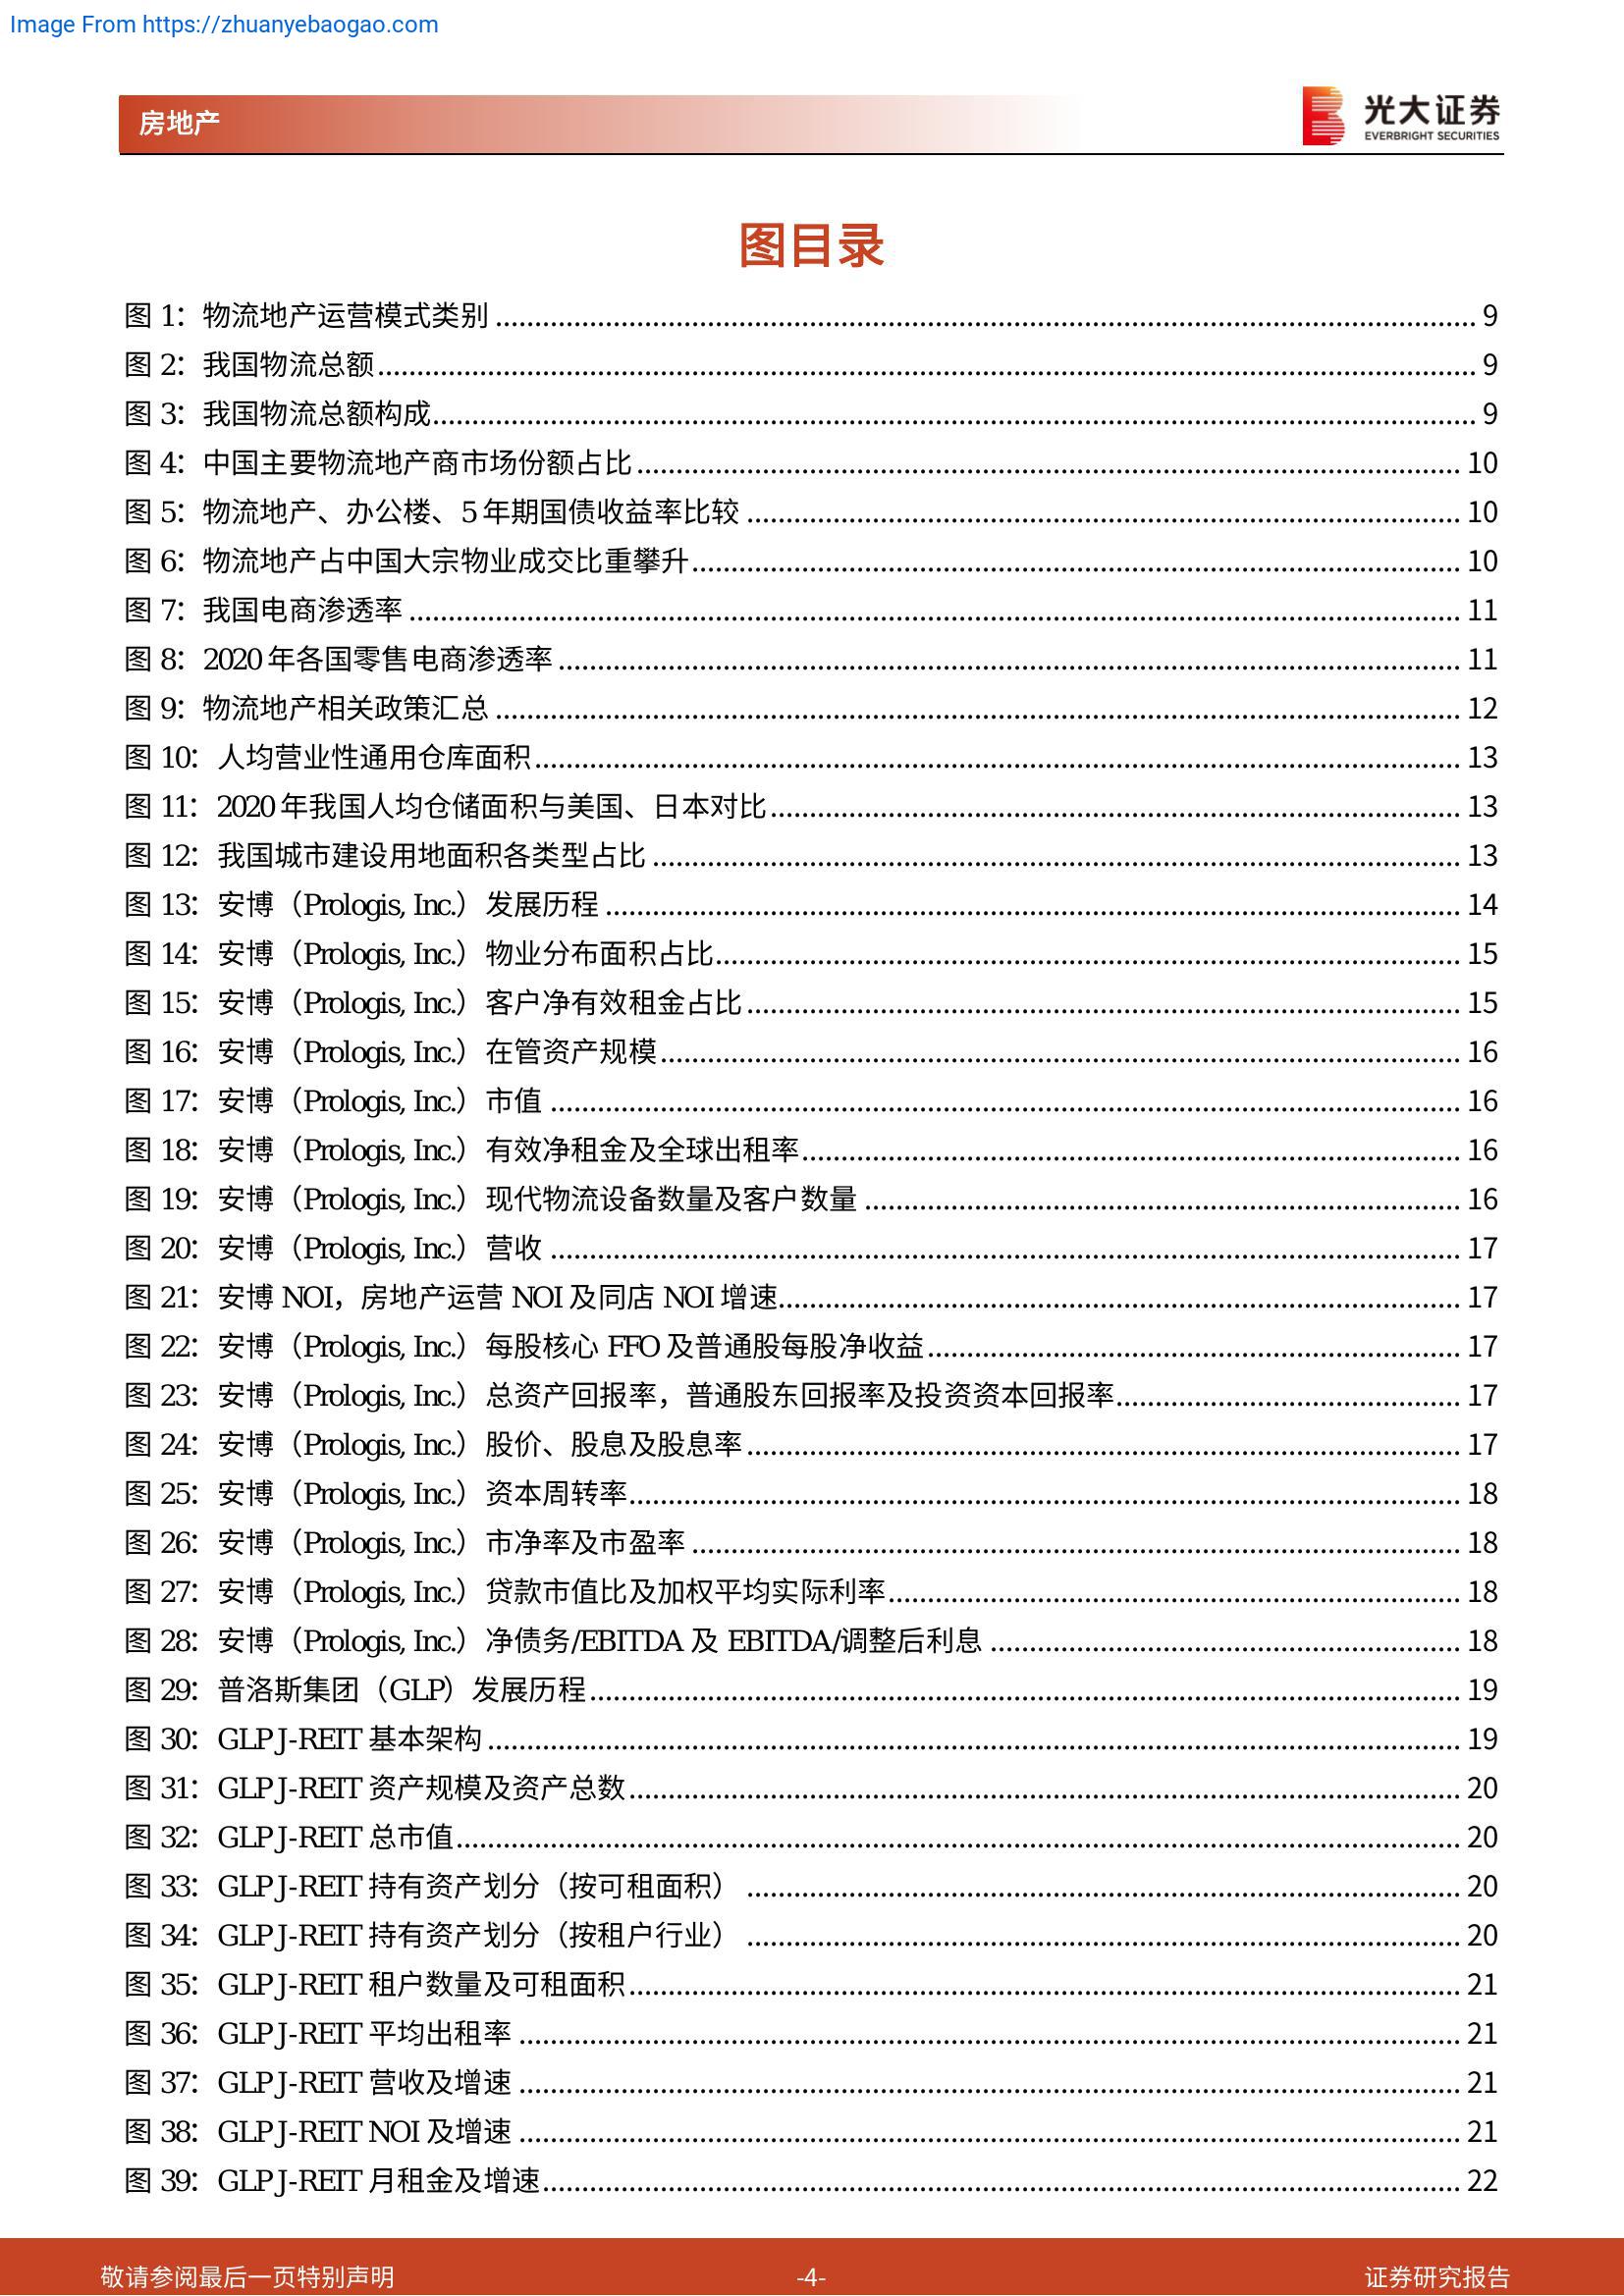 Image From https://zhuanyebaogao.com
房地产
光大证券
EVERBRIGHT SECURITIES
图目录
图 1：物流地产运营模式类别 9
图 2：我国物流总额 9
图 3：我国物流总额构成 9
图 4：中国主要物流地产商市场份额占比 10
图 5：物流地产、办公楼、5 年期国债收益率比较 10
图 6：物流地产占中国大宗物业成交比重攀升 10
图 7：我国电商渗透率 11
图 8：2020 年各国零售电商渗透率 11
图 9：物流地产相关政策汇总 12
图 10：人均营业性通用仓库面积 13
图 11：2020 年我国人均仓储面积与美国、日本对比 13
图 12：我国城市建设用地面积各类型占比 13
图 13：安博（Prologis, Inc.）发展历程 14
图 14：安博（Prologis, Inc.）物业分布面积占比 15
图 15：安博（Prologis, Inc.）客户净有效租金占比 15
图 16：安博（Prologis, Inc.）在管资产规模 16
图 17：安博（Prologis, Inc.）市值 16
图 18：安博（Prologis, Inc.）有效净租金及全球出租率 16
图 19：安博（Prologis, Inc.）现代物流设备数量及客户数量 16
图 20：安博（Prologis, Inc.）营收 17
图 21：安博 NOI，房地产运营 NOI 及同店 NOI 增速 17
图 22：安博（Prologis, Inc.）每股核心 FFO 及普通股每股净收益 17
图 23：安博（Prologis, Inc.）总资产回报率，普通股东回报率及投资资本回报率 17
图 24：安博（Prologis, Inc.）股价、股息及股息率 17
图 25：安博（Prologis, Inc.）资本周转率 18
图 26：安博（Prologis, Inc.）市净率及市盈率 18
图 27：安博（Prologis, Inc.）贷款市值比及加权平均实际利率 18
图 28：安博（Prologis, Inc.）净债务/EBITDA 及 EBITDA/调整后利息 18
图 29：普洛斯集团（GLP）发展历程 19
图 30：GLP J-REIT 基本架构 19
图 31：GLP J-REIT 资产规模及资产总数 20
图 32：GLP J-REIT 总市值 20
图 33：GLP J-REIT 持有资产划分（按可租面积） 20
图 34：GLP J-REIT 持有资产划分（按租户行业） 20
图 35：GLP J-REIT 租户数量及可租面积 21
图 36：GLP J-REIT 平均出租率 21
图 37：GLP J-REIT 营收及增速 21
图 38：GLP J-REIT NOI 及增速 21
图 39：GLP J-REIT 月租金及增速 22
敬请参阅最后一页特别声明 -4- 证券研究报告